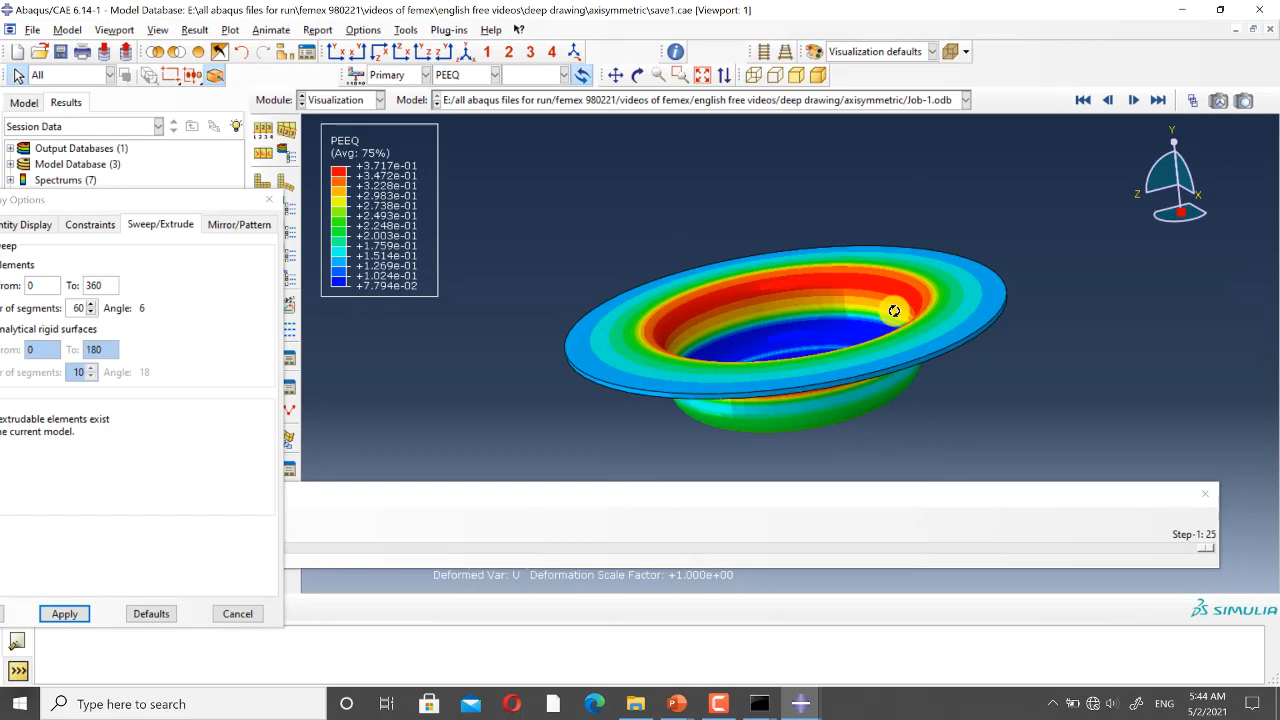 Abaqus/CAE 6.14-1 - Model Database: E:\all abaqus files for run\femex 980221\videos of femex\english free videos\deep drawing\axisymmetric\save1.cae [Viewport: 1]
File Model Viewport View Result Plot Animate Report Options Tools Plug-ins Help
1 2 3 4 Visualization defaults
All Primary PEEQ
Model Results Module: Visualization Model: E:/all abaqus files for run/femex 980221/videos of femex/english free videos/deep drawing/axisymmetric/Job-1.odb
Session Data
Output Databases (1)
Model Database (3)
Spectrums (7)
y Options
ntity Display Constraints Sweep/Extrude Mirror/Pattern
weep
lements
From: To: 360
r of segments: 60 Angle: 6
nalytical rigid surfaces
From: 0 To: 180
r of segments: 10 Angle: 18
extrudable elements exist
he current model.
Apply Defaults Cancel
PEEQ
(Avg: 75%)
+3.717e-01
+3.472e-01
+3.228e-01
+2.983e-01
+2.738e-01
+2.493e-01
+2.248e-01
+2.003e-01
+1.759e-01
+1.514e-01
+1.269e-01
+1.024e-01
+7.794e-02
Y
Z X
Step-1: 25
Deformed Var: U Deformation Scale Factor: +1.000e+00
SIMULIA
>>>
Type here to search
ENG
5:44 AM
5/2/2021